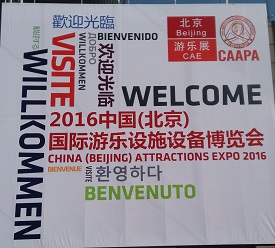 歡迎光臨
ДОБРО
WILLKOMMEN
BIENVENIDO
VISITE
WILLKOMMEN
欢迎光临
北京
Beijing
游乐展
CAE
CAAPA
WELCOME
2016中国(北京)
国际游乐设施设备博览会
CHINA (BEIJING) ATTRACTIONS EXPO 2016
BIENVENUE
VISITE
환영하다
BENVENUTO